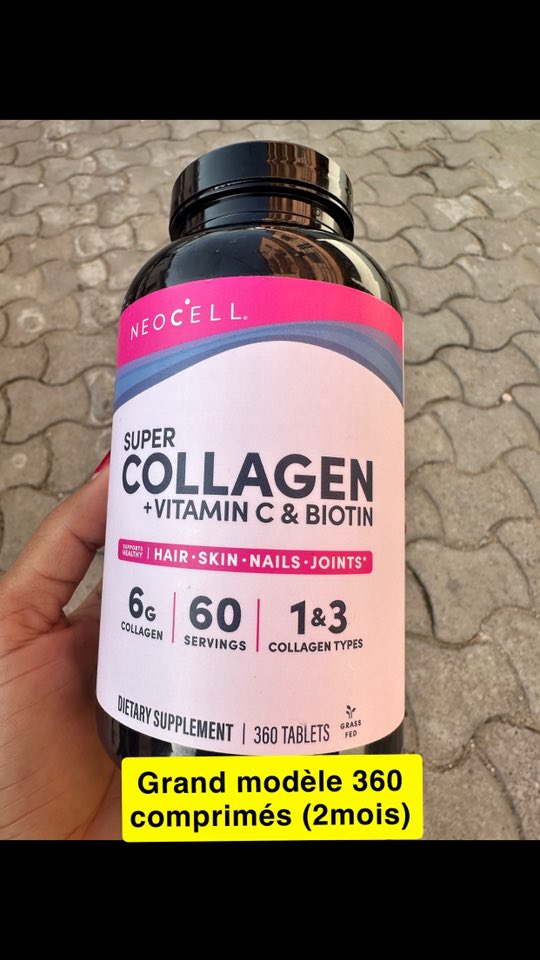 NEOCELL®
SUPER
COLLAGEN
+VITAMIN C & BIOTIN
SUPPORTS HEALTHY | HAIR·SKIN·NAILS·JOINTS*
6G COLLAGEN | 60 SERVINGS | 1&3 COLLAGEN TYPES
DIETARY SUPPLEMENT | 360 TABLETS GRASS FED
Grand modèle 360
comprimés (2mois)